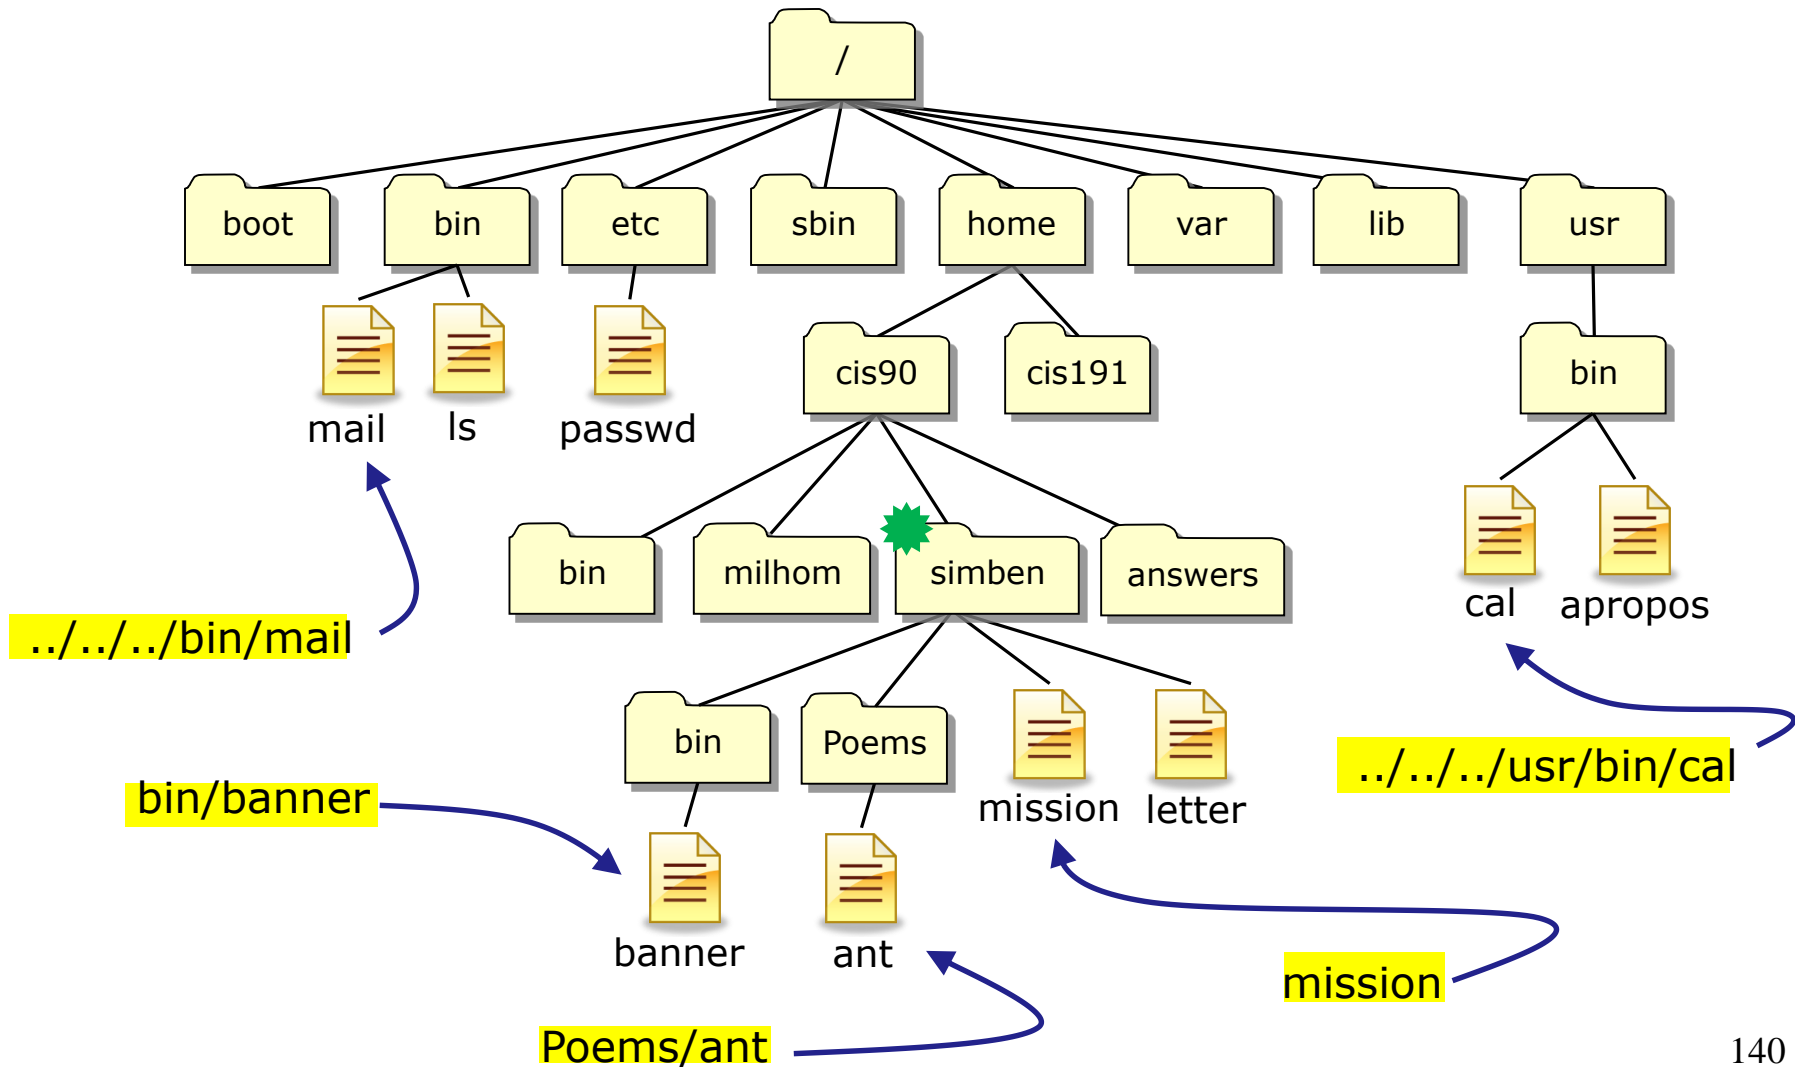 /
boot
bin
etc
sbin
home
var
lib
usr
mail
ls
passwd
cis90
cis191
bin
bin
milhom
simben
answers
cal
apropos
../../../bin/mail
bin
Poems
mission
letter
../../../usr/bin/cal
bin/banner
banner
ant
mission
Poems/ant
140